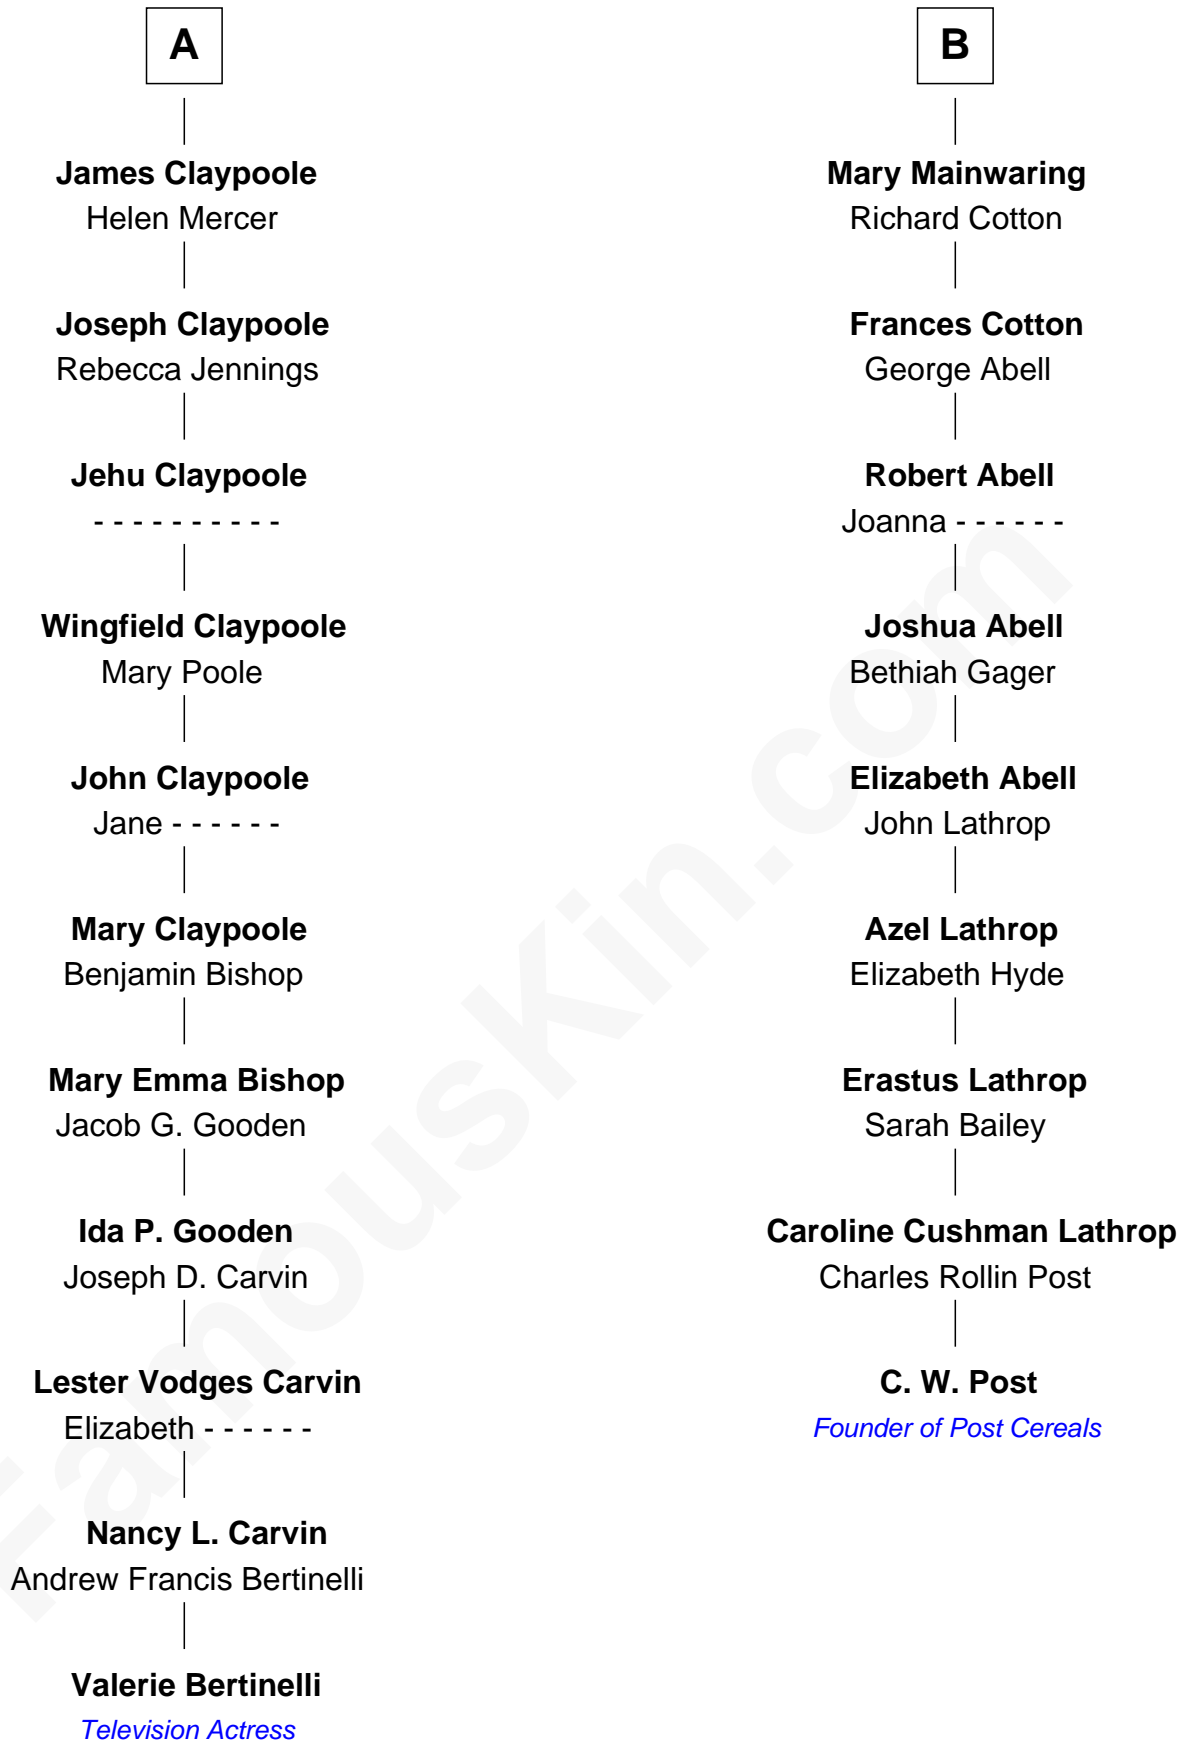 A
James Claypoole
Helen Mercer
Joseph Claypoole
Rebecca Jennings
Jehu Claypoole
- - - - - - - - - -
Wingfield Claypoole
Mary Poole
John Claypoole
Jane - - - - - -
Mary Claypoole
Benjamin Bishop
Mary Emma Bishop
Jacob G. Gooden
Ida P. Gooden
Joseph D. Carvin
Lester Vodges Carvin
Elizabeth - - - - - -
Nancy L. Carvin
Andrew Francis Bertinelli
Valerie Bertinelli
Television Actress
B
Mary Mainwaring
Richard Cotton
Frances Cotton
George Abell
Robert Abell
Joanna - - - - - -
Joshua Abell
Bethiah Gager
Elizabeth Abell
John Lathrop
Azel Lathrop
Elizabeth Hyde
Erastus Lathrop
Sarah Bailey
Caroline Cushman Lathrop
Charles Rollin Post
C. W. Post
Founder of Post Cereals
FamousKin.com